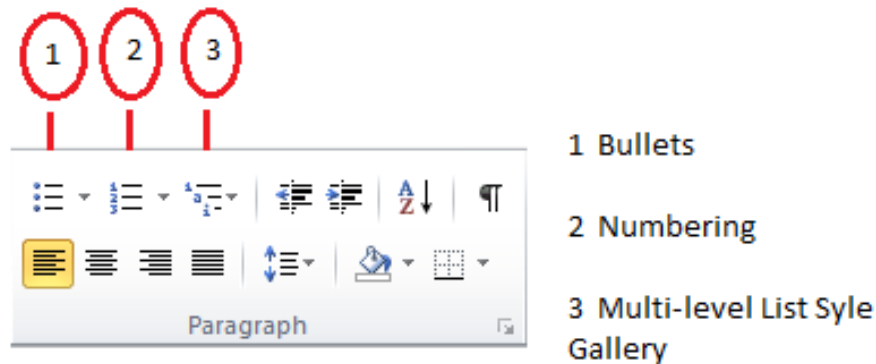 1 2 3
1 Bullets
2 Numbering
3 Multi-level List Syle
Gallery
Paragraph